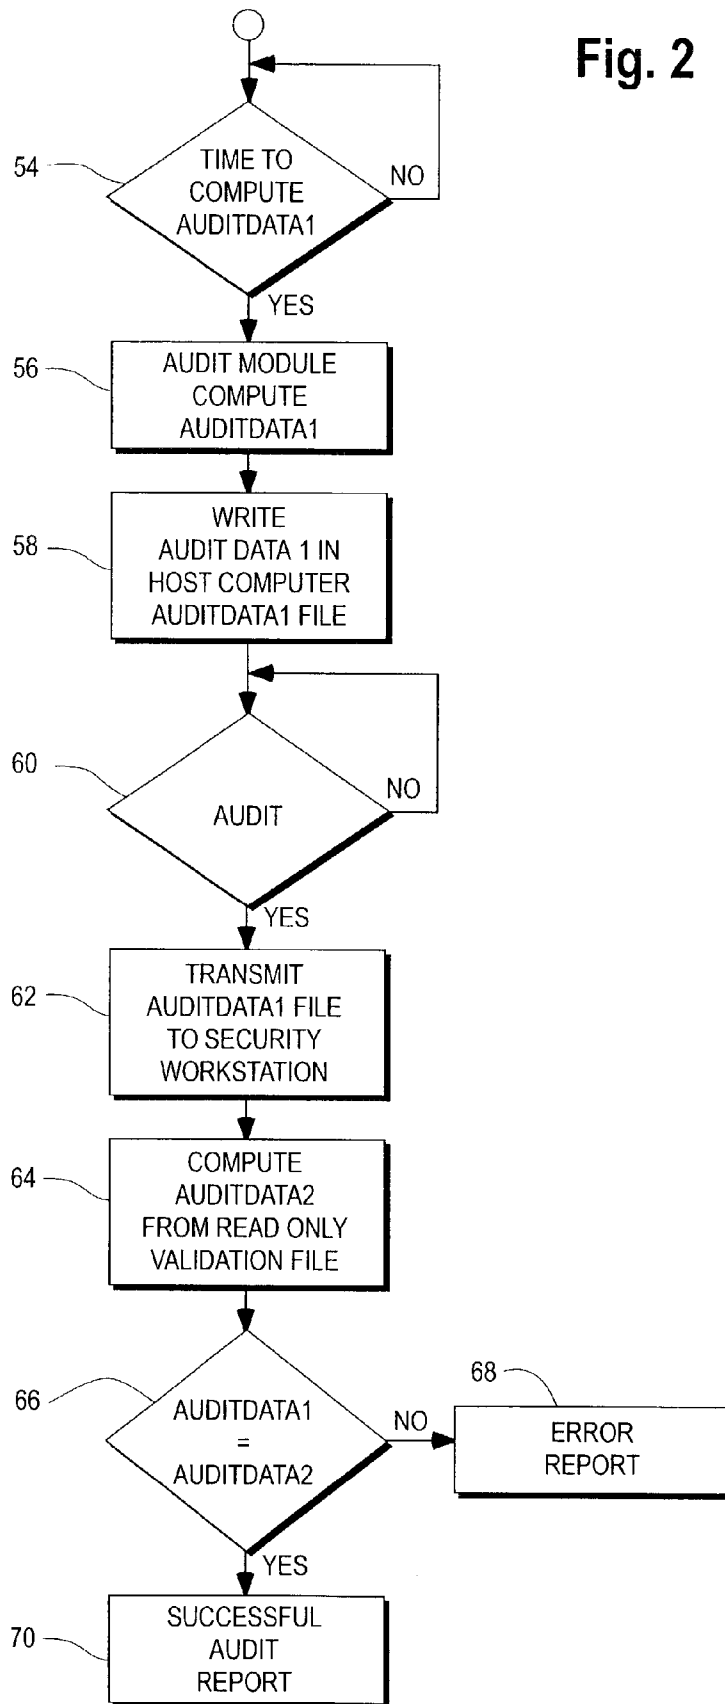 Fig. 2
54
TIME TO
COMPUTE
AUDITDATA1
NO
YES
56
AUDIT MODULE
COMPUTE
AUDITDATA1
58
WRITE
AUDIT DATA 1 IN
HOST COMPUTER
AUDITDATA1 FILE
60
AUDIT
NO
YES
62
TRANSMIT
AUDITDATA1 FILE
TO SECURITY
WORKSTATION
64
COMPUTE
AUDITDATA2
FROM READ ONLY
VALIDATION FILE
66
AUDITDATA1
=
AUDITDATA2
NO
68
ERROR
REPORT
YES
70
SUCCESSFUL
AUDIT
REPORT